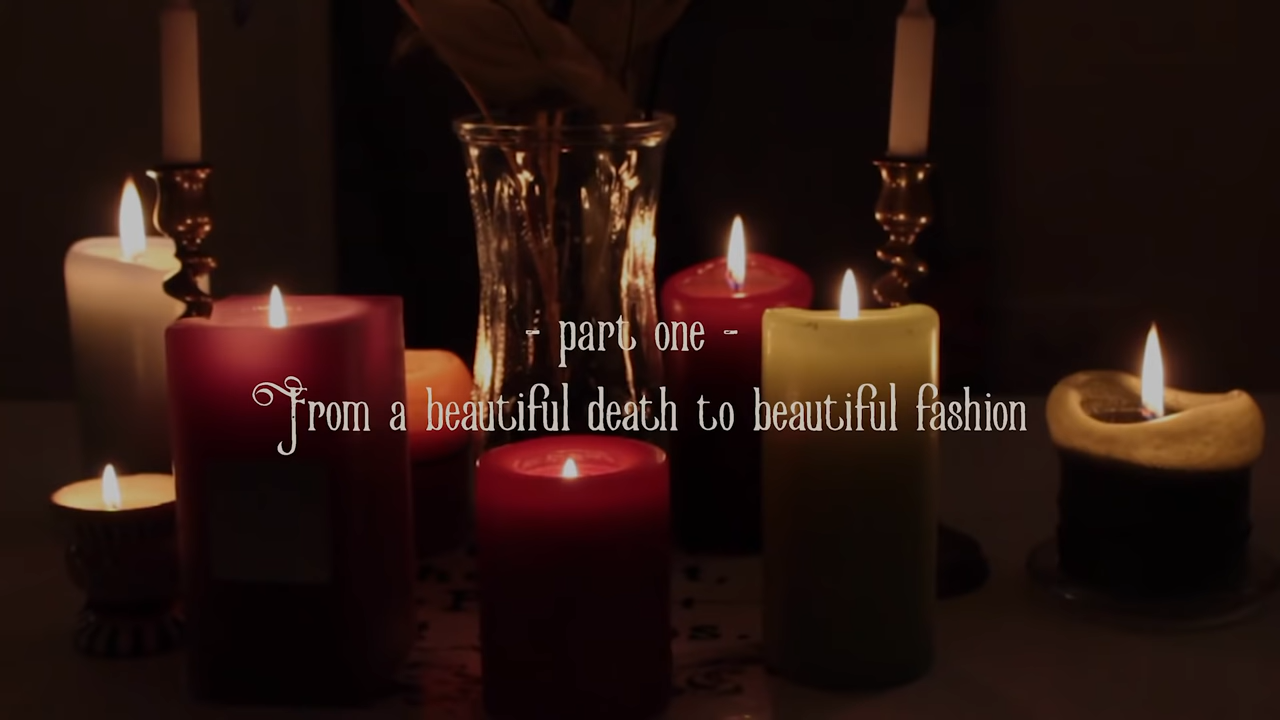 - part one -
From a beautiful death to beautiful fashion